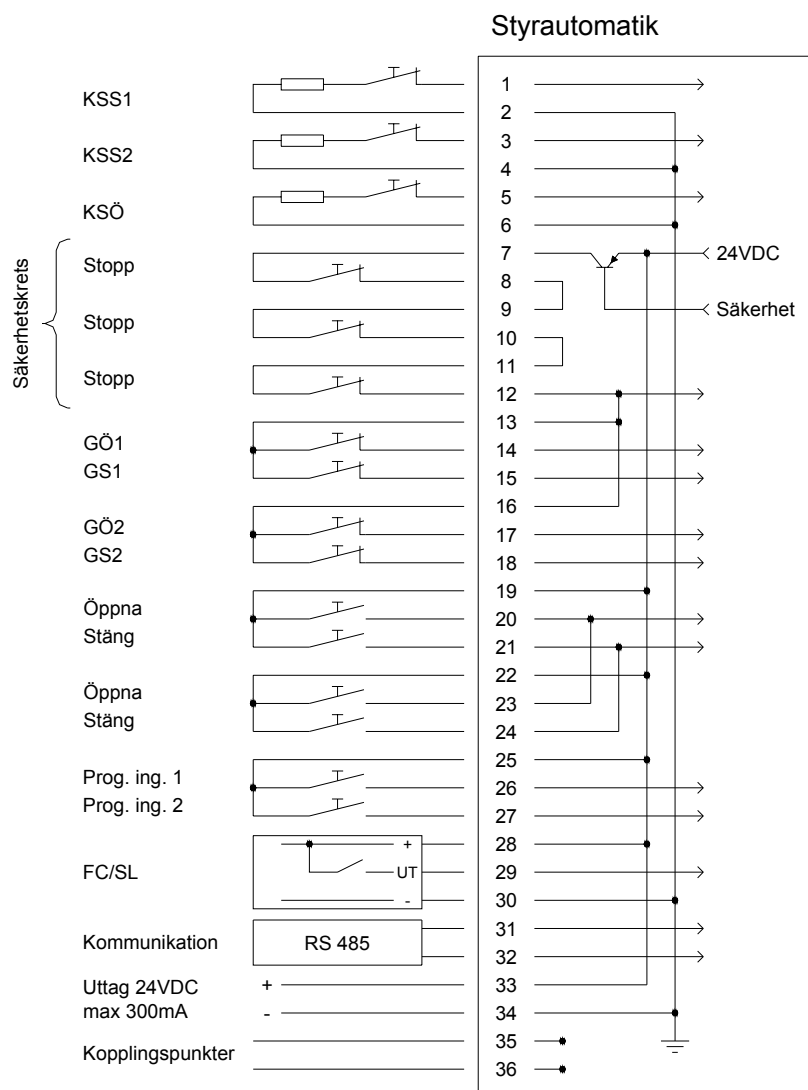 Styrautomatik
KSS1
1
2
KSS2
3
4
KSÖ
5
6
Säkerhetskrets
Stopp
7
24VDC
8
Stopp
9
Säkerhet
10
Stopp
11
12
13
GÖ1
14
GS1
15
16
GÖ2
17
GS2
18
19
Öppna
20
Stäng
21
22
Öppna
23
Stäng
24
25
Prog. ing. 1
26
Prog. ing. 2
27
+
28
FC/SL
UT
29
-
30
31
Kommunikation
RS 485
32
Uttag 24VDC
+
33
max 300mA
-
34
35
Kopplingspunkter
36